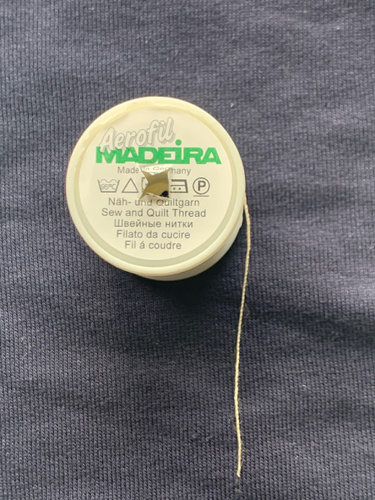 Aerofil
MADEIRA
Made in Germany
P
Näh- und Quiltgarn
Sew and Quilt Thread
Швейные нитки
Filato da cucire
Fil á coudre